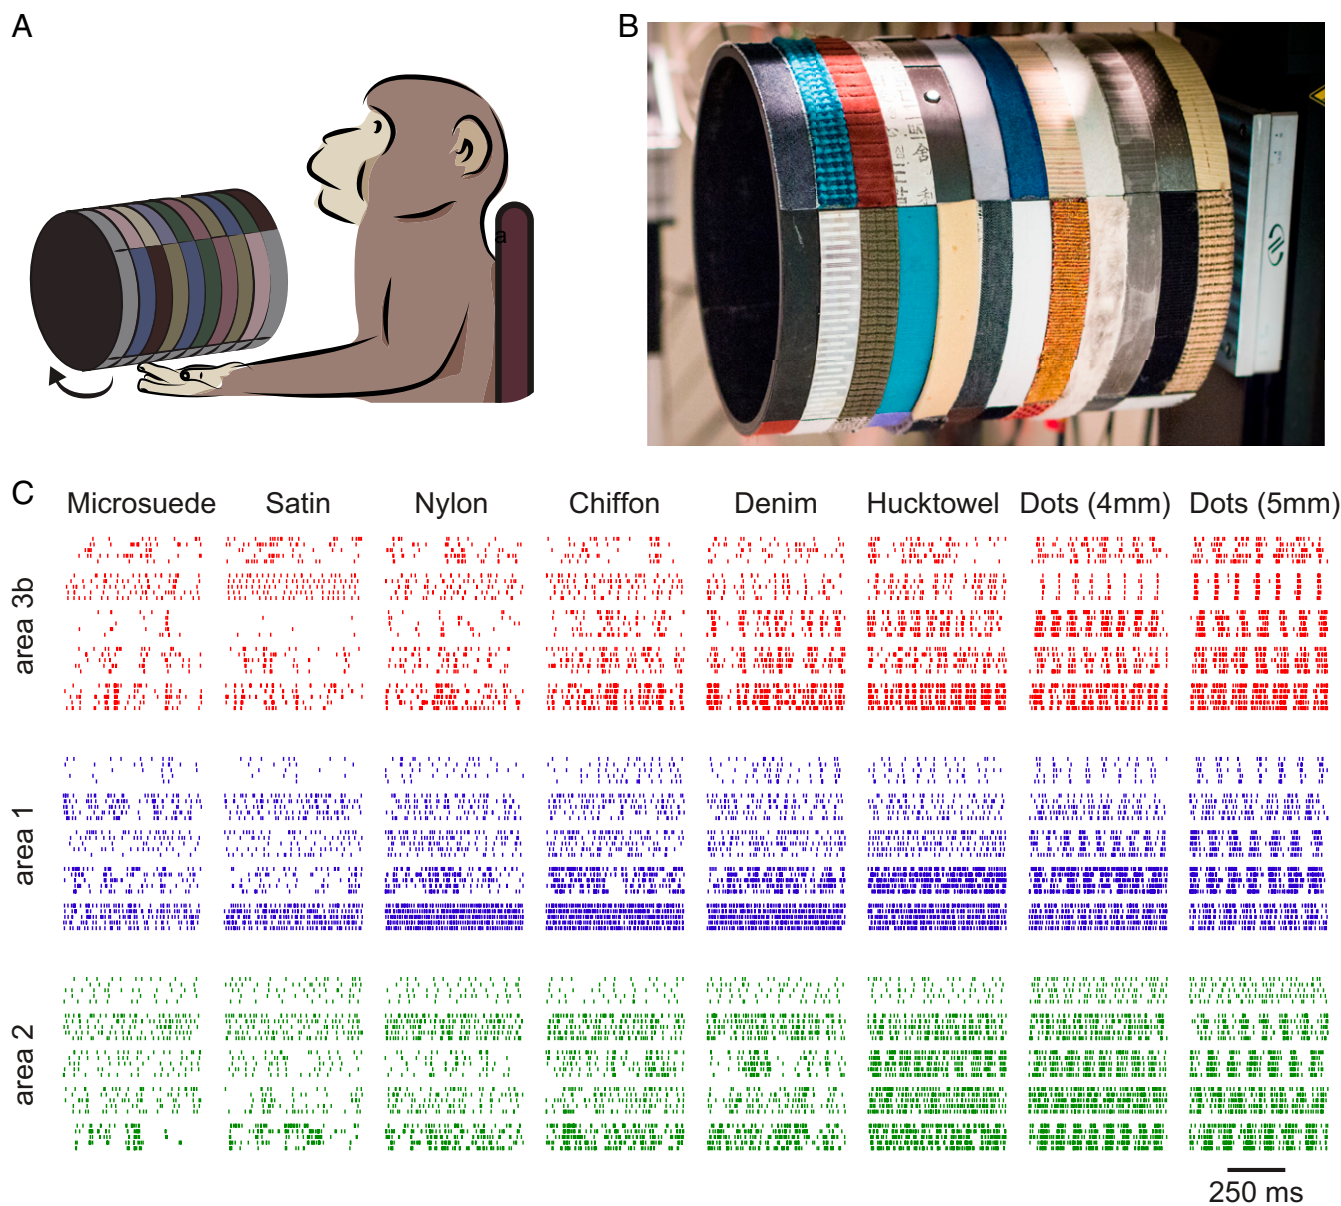 A
B
a
C
Microsuede Satin Nylon Chiffon Denim Hucktowel Dots (4mm) Dots (5mm)
area 3b
area 1
area 2
250 ms